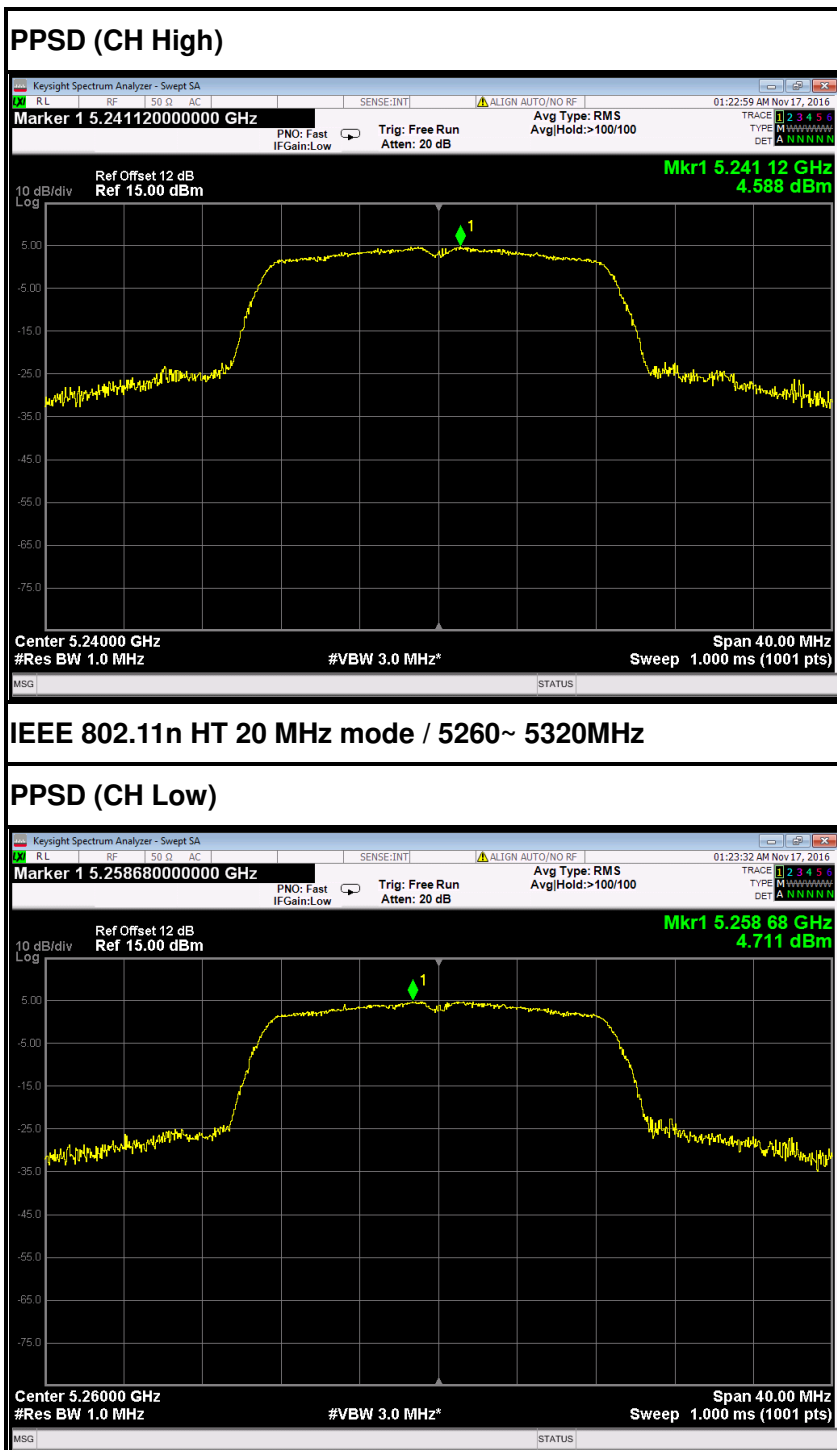 PPSD (CH High)
Keysight Spectrum Analyzer - Swept SA
LXI RL RF 50 Ω AC SENSE:INT ALIGN AUTO/NO RF 01:22:59 AM Nov 17, 2016
Marker 1 5.241120000000 GHz
PNO: Fast
IFGain:Low
Trig: Free Run
Atten: 20 dB
Avg Type: RMS
Avg|Hold:>100/100
TRACE 1 2 3 4 5 6
TYPE M WWWWW
DET A N N N N N
Mkr1 5.241 12 GHz
4.588 dBm
Ref Offset 12 dB
10 dB/div Ref 15.00 dBm
Log
1
5.00
-5.00
-15.0
-25.0
-35.0
-45.0
-55.0
-65.0
-75.0
Center 5.24000 GHz Span 40.00 MHz
#Res BW 1.0 MHz #VBW 3.0 MHz* Sweep 1.000 ms (1001 pts)
MSG STATUS
IEEE 802.11n HT 20 MHz mode / 5260~ 5320MHz
PPSD (CH Low)
Keysight Spectrum Analyzer - Swept SA
LXI RL RF 50 Ω AC SENSE:INT ALIGN AUTO/NO RF 01:23:32 AM Nov 17, 2016
Marker 1 5.258680000000 GHz
PNO: Fast
IFGain:Low
Trig: Free Run
Atten: 20 dB
Avg Type: RMS
Avg|Hold:>100/100
TRACE 1 2 3 4 5 6
TYPE M WWWWW
DET A N N N N N
Mkr1 5.258 68 GHz
4.711 dBm
Ref Offset 12 dB
10 dB/div Ref 15.00 dBm
Log
1
5.00
-5.00
-15.0
-25.0
-35.0
-45.0
-55.0
-65.0
-75.0
Center 5.26000 GHz Span 40.00 MHz
#Res BW 1.0 MHz #VBW 3.0 MHz* Sweep 1.000 ms (1001 pts)
MSG STATUS